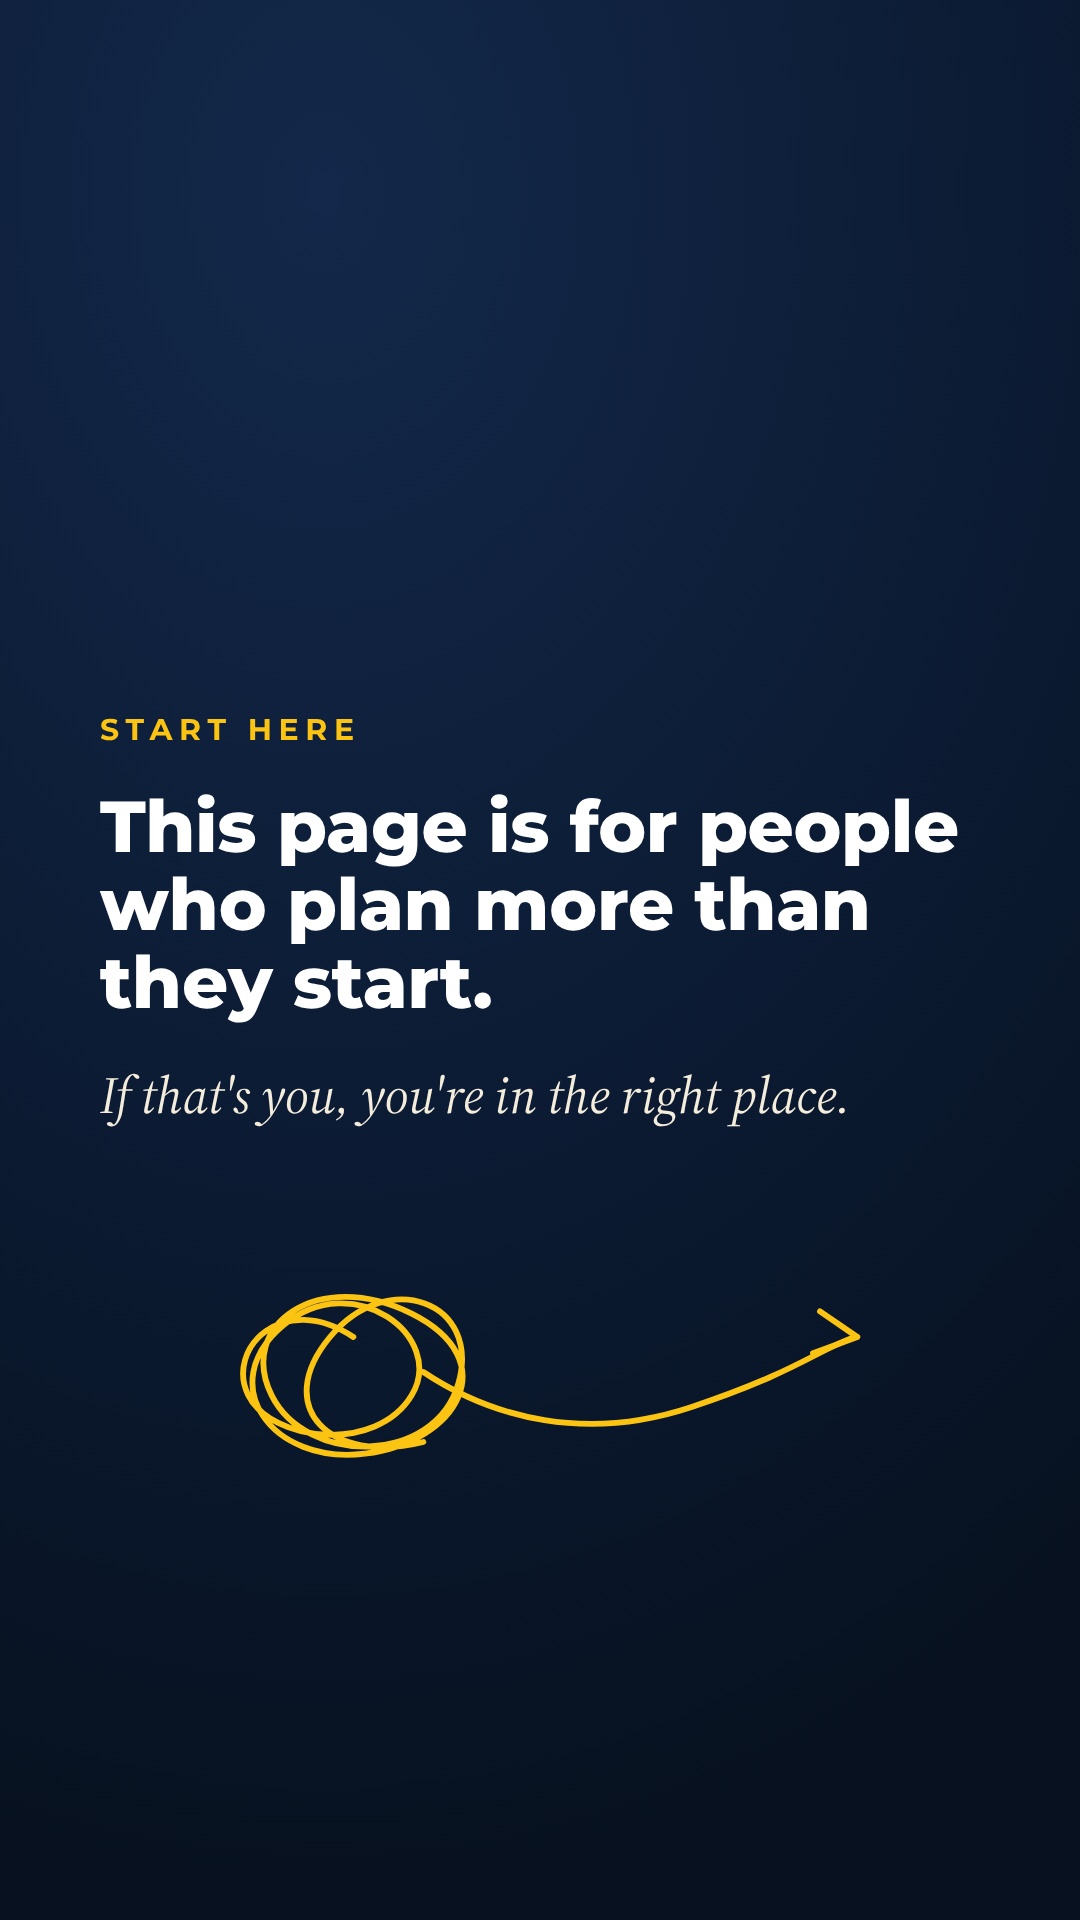 START HERE
This page is for people
who plan more than
they start.
If that's you, you're in the right place.